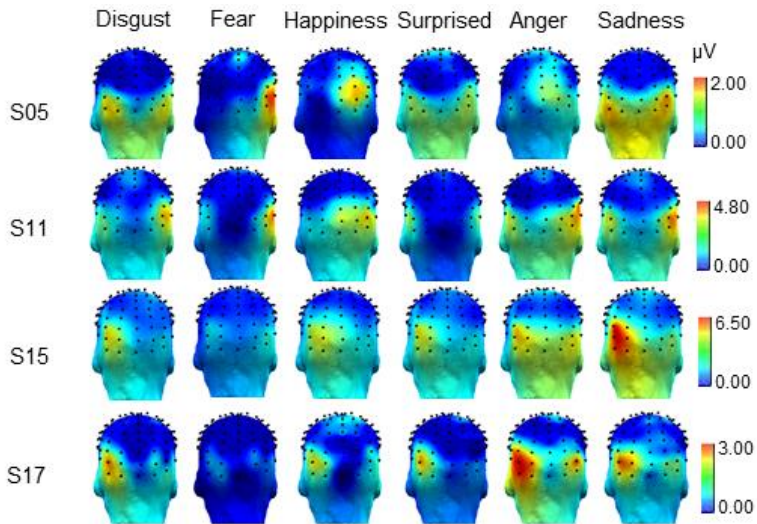 Disgust Fear Happiness Surprised Anger Sadness
µV
S05
2.00
0.00
S11
4.80
0.00
S15
6.50
0.00
S17
3.00
0.00